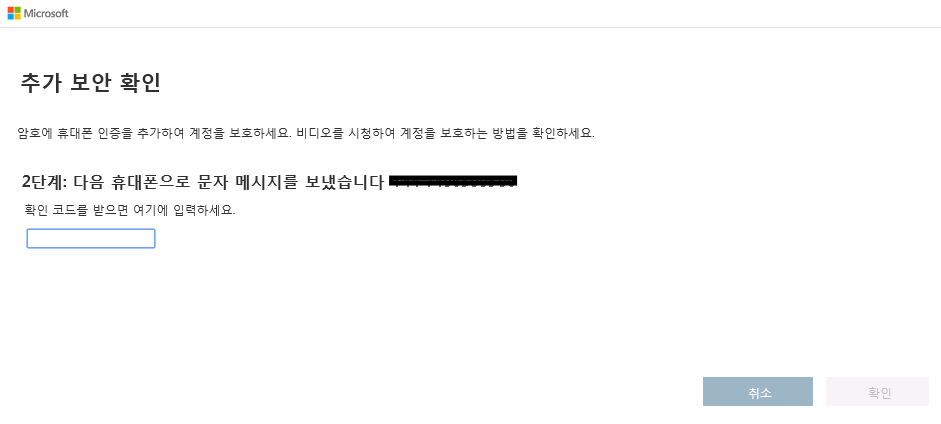 Microsoft
추가 보안 확인
암호에 휴대폰 인증을 추가하여 계정을 보호하세요. 비디오를 시청하여 계정을 보호하는 방법을 확인하세요.
2단계: 다음 휴대폰으로 문자 메시지를 보냈습니다
확인 코드를 받으면 여기에 입력하세요.
취소 확인